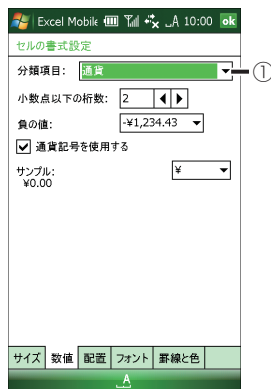 Excel Mobile A 10:00 ok
セルの書式設定
分類項目: 通貨 ①
小数点以下の桁数: 2
負の値: -¥1,234.43
通貨記号を使用する
サンプル: ¥
¥0.00
サイズ 数値 配置 フォント 罫線と色
A